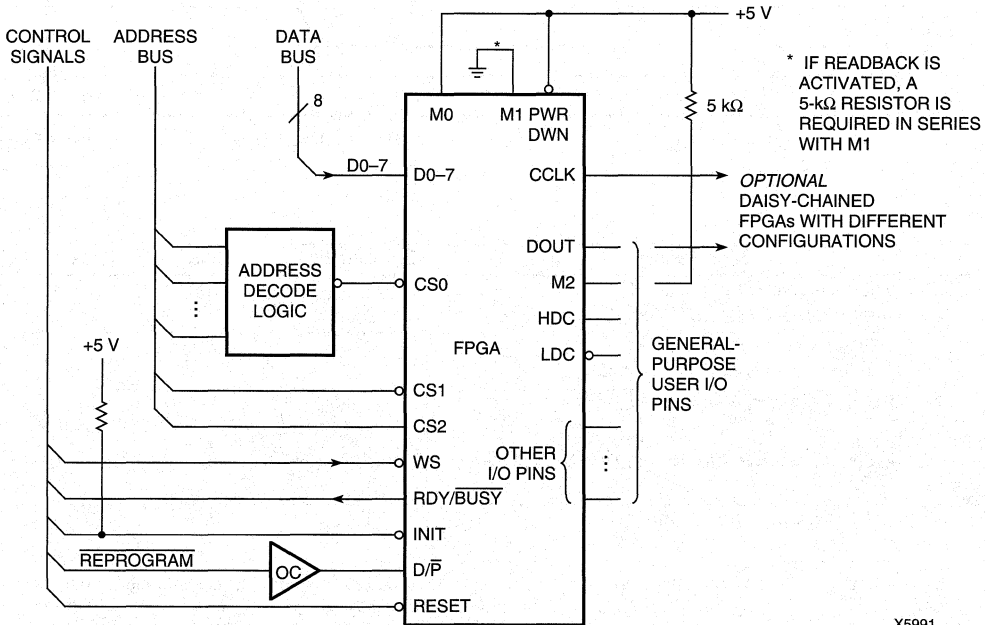 CONTROL
SIGNALS
ADDRESS
BUS
DATA
BUS
8
D0–7
+5 V
*
5 kΩ
* IF READBACK IS
ACTIVATED, A
5-kΩ RESISTOR IS
REQUIRED IN SERIES
WITH M1
M0
M1
PWR
DWN
D0–7
CCLK
OPTIONAL
DAISY-CHAINED
FPGAs WITH DIFFERENT
CONFIGURATIONS
DOUT
M2
HDC
LDC
GENERAL-
PURPOSE
USER I/O
PINS
ADDRESS
DECODE
LOGIC
CS0
FPGA
+5 V
CS1
CS2
OTHER
I/O PINS
WS
RDY/BUSY
INIT
REPROGRAM
OC
D/P
RESET
X5991